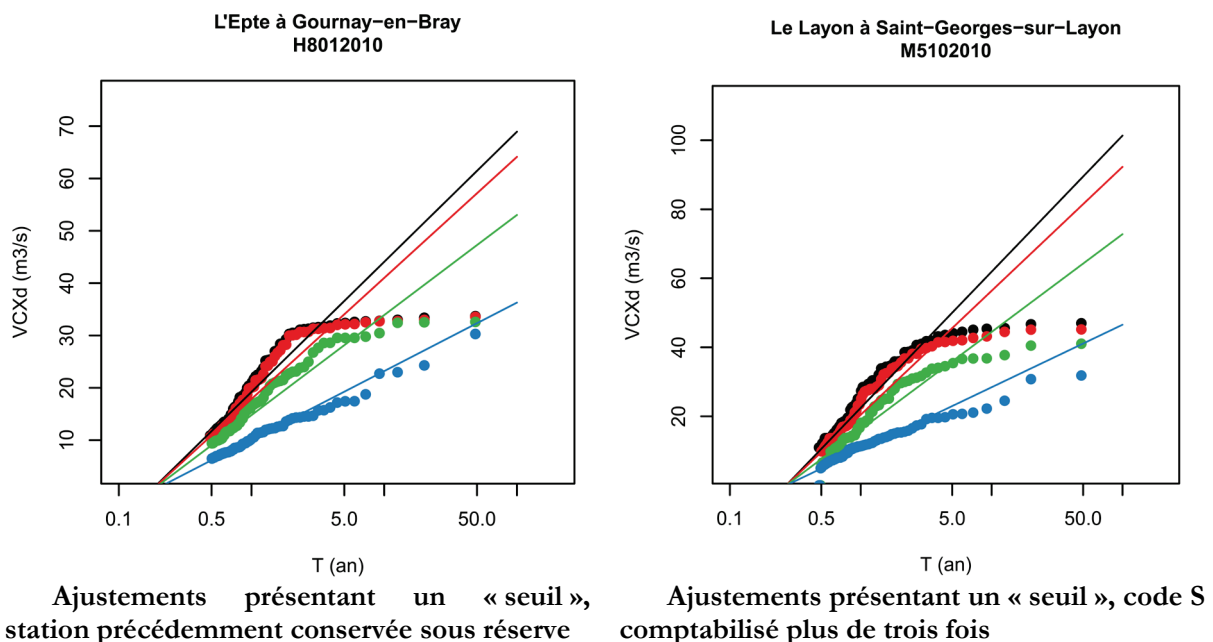 L'Epte à Gournay−en−Bray
H8012010
VCXd (m3/s)
70
60
50
40
30
20
10
0.1 0.5 5.0 50.0
T (an)
Ajustements présentant un « seuil »,
station précédemment conservée sous réserve
Le Layon à Saint−Georges−sur−Layon
M5102010
VCXd (m3/s)
100
80
60
40
20
0.1 0.5 5.0 50.0
T (an)
Ajustements présentant un « seuil », code S
comptabilisé plus de trois fois